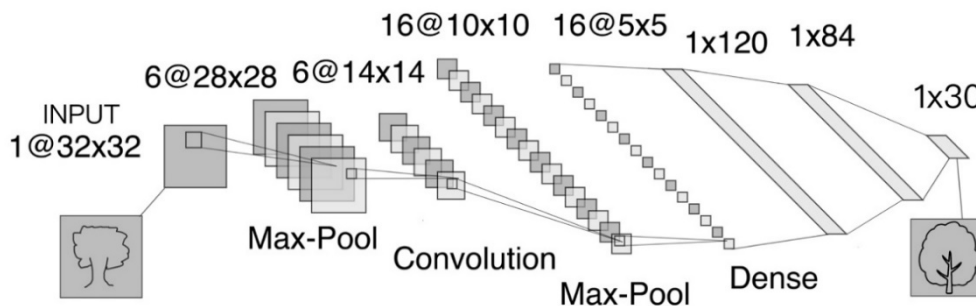 INPUT
1@32x32
6@28x28
6@14x14
16@10x10
16@5x5
1x120
1x84
1x30
Max-Pool
Convolution
Max-Pool
Dense